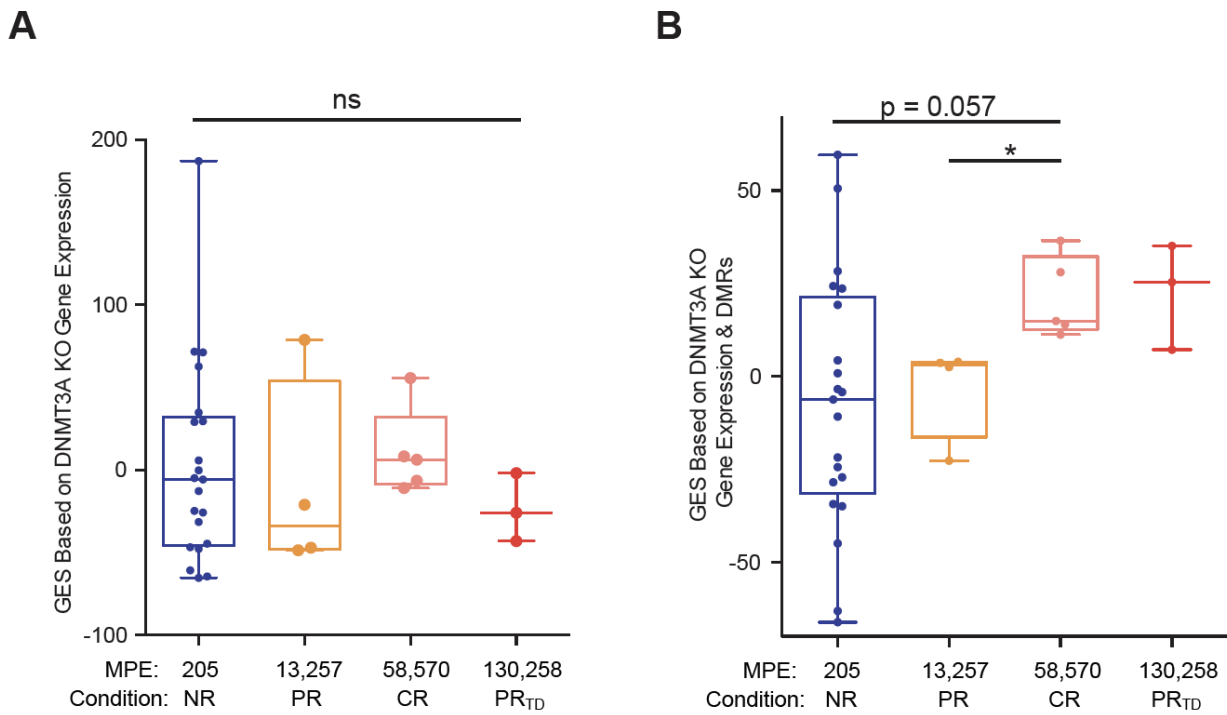 A
ns
GES Based on DNMT3A KO Gene Expression
200
100
0
-100
MPE: 205 13,257 58,570 130,258
Condition: NR PR CR PRTD
B
p = 0.057
*
GES Based on DNMT3A KO
Gene Expression & DMRs
50
0
-50
MPE: 205 13,257 58,570 130,258
Condition: NR PR CR PRTD